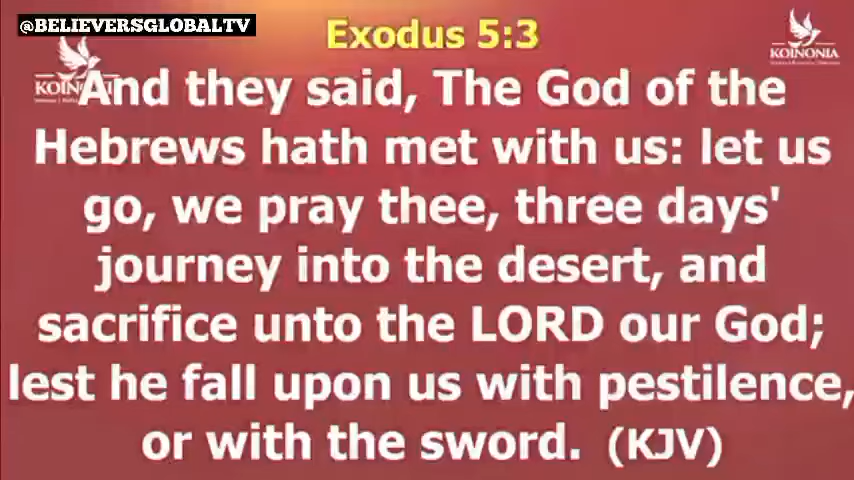 @BELIEVERSGLOBALTV
Exodus 5:3
KOINONIA
KOINONIA
And they said, The God of the
Hebrews hath met with us: let us
go, we pray thee, three days'
journey into the desert, and
sacrifice unto the LORD our God;
lest he fall upon us with pestilence,
or with the sword. (KJV)